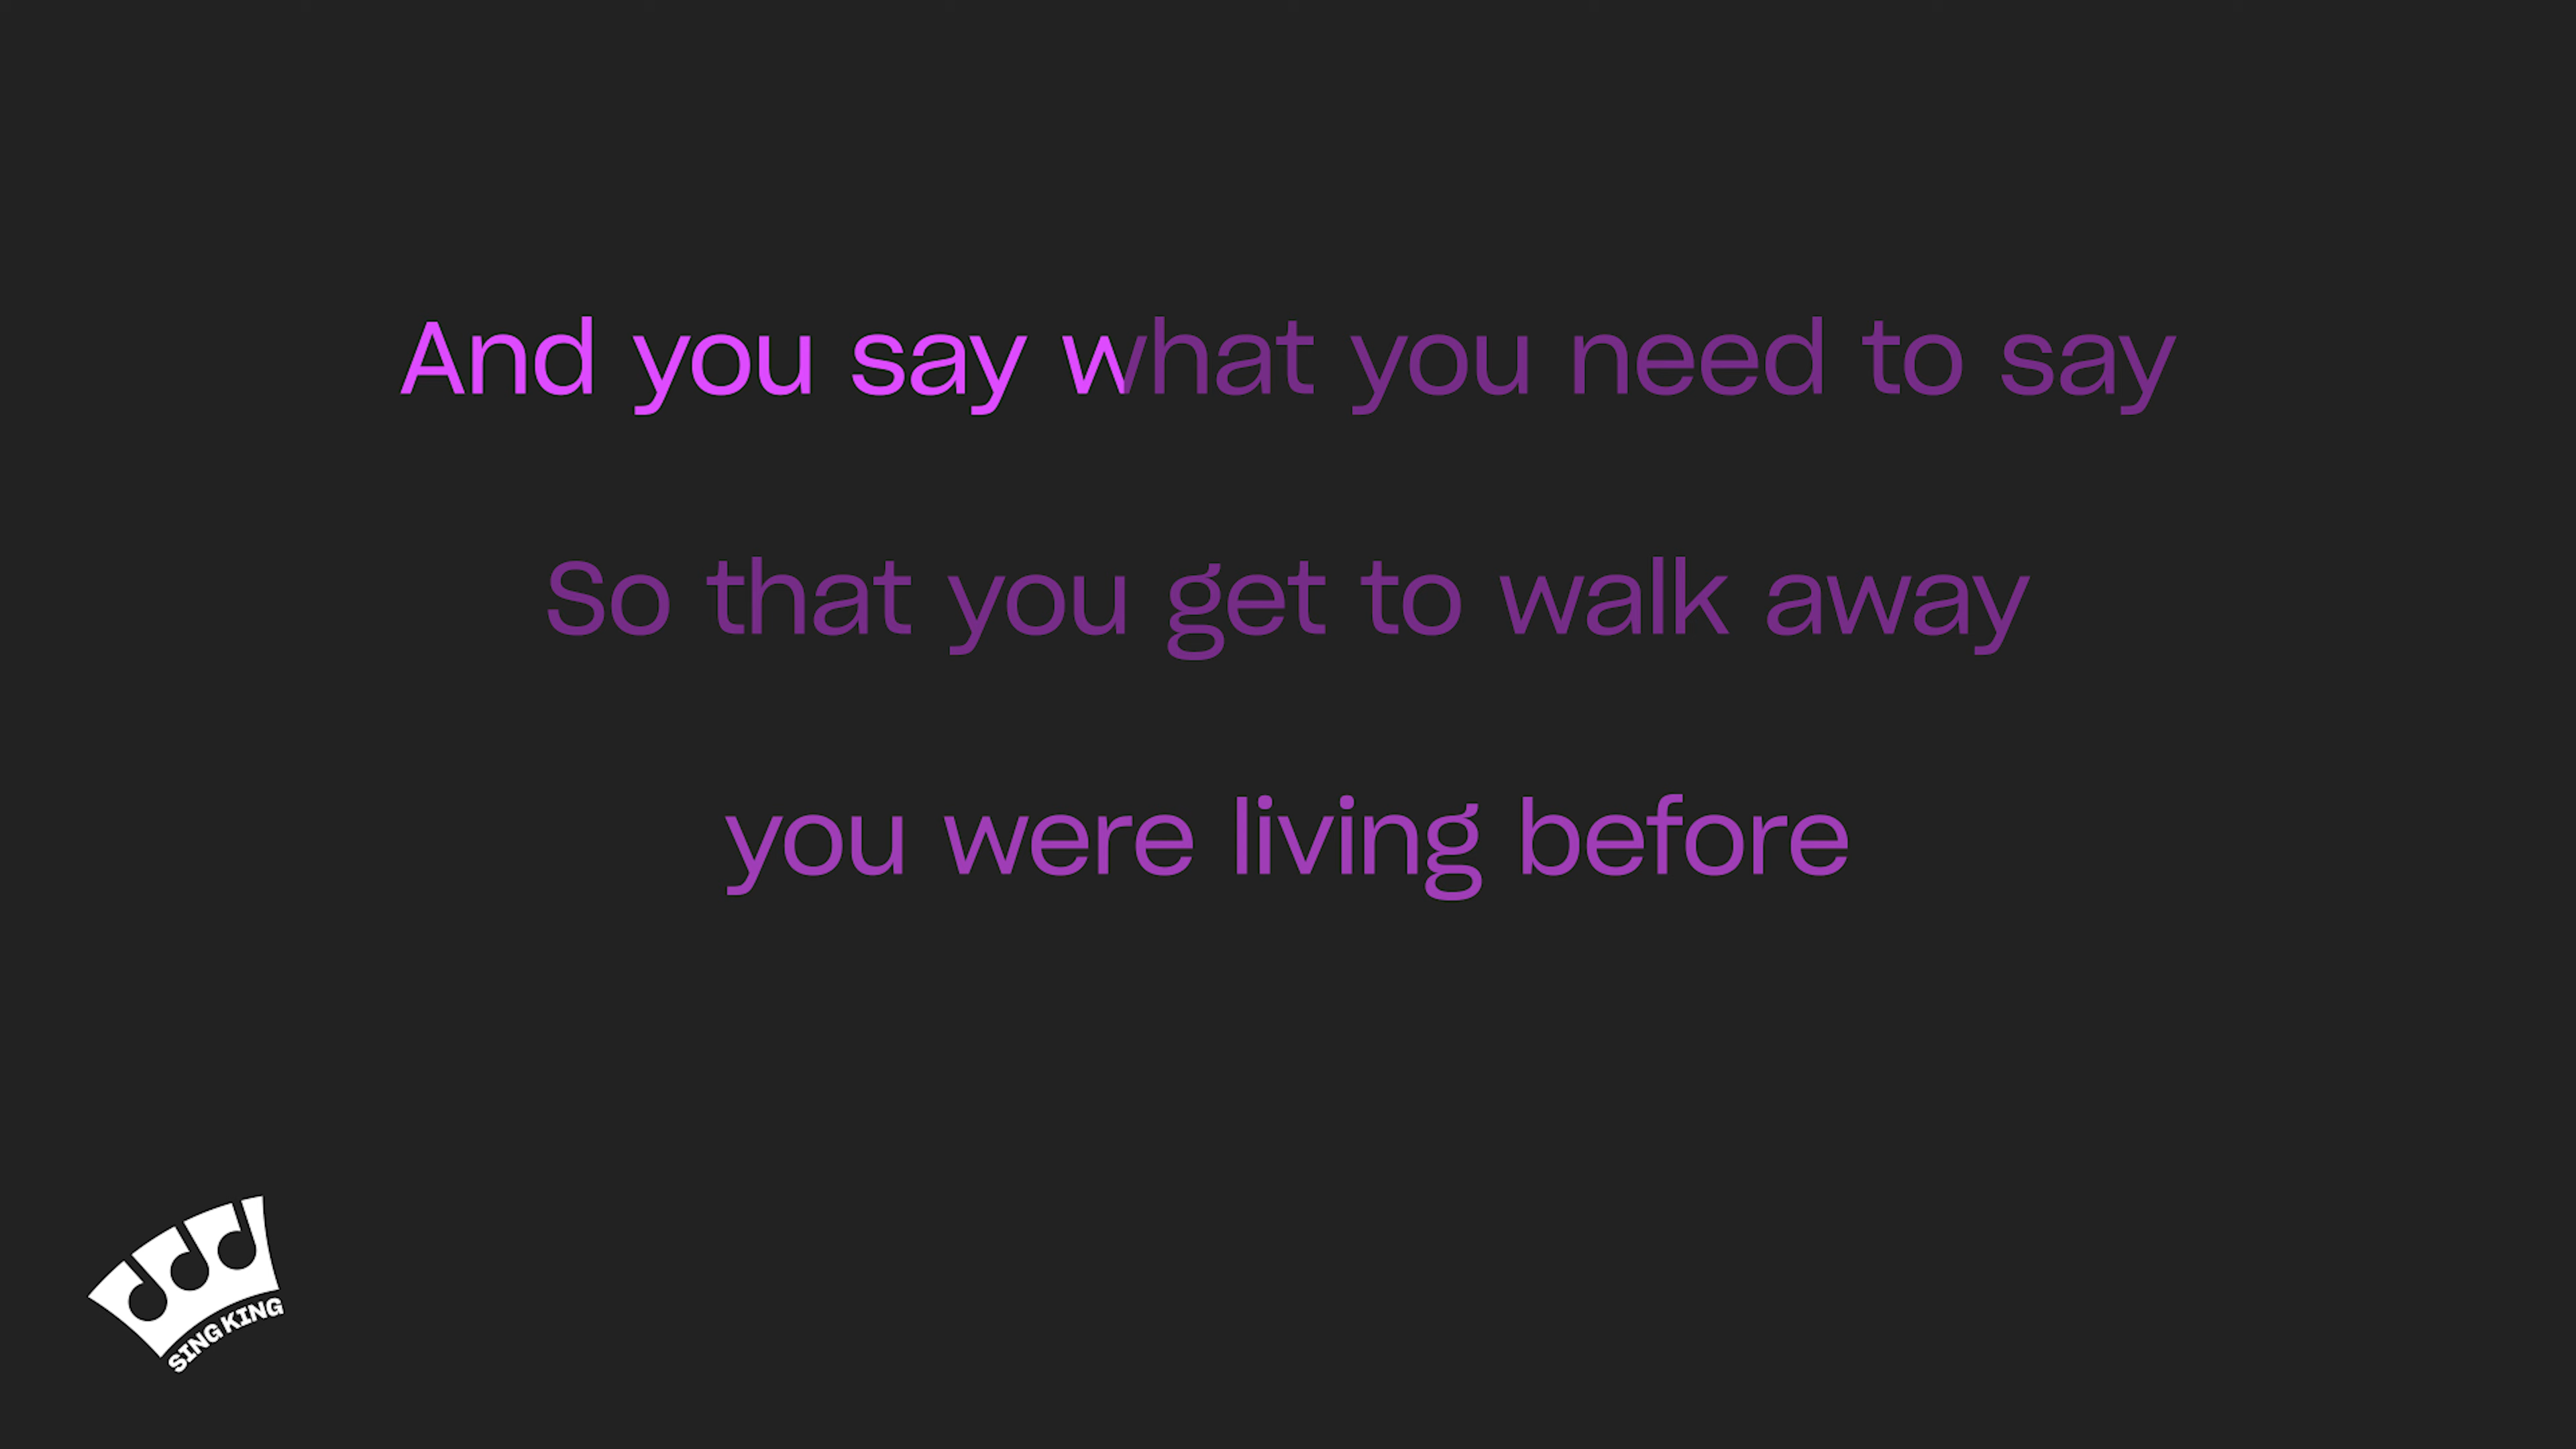 And you say what you need to say
So that you get to walk away
you were living before
SING KING